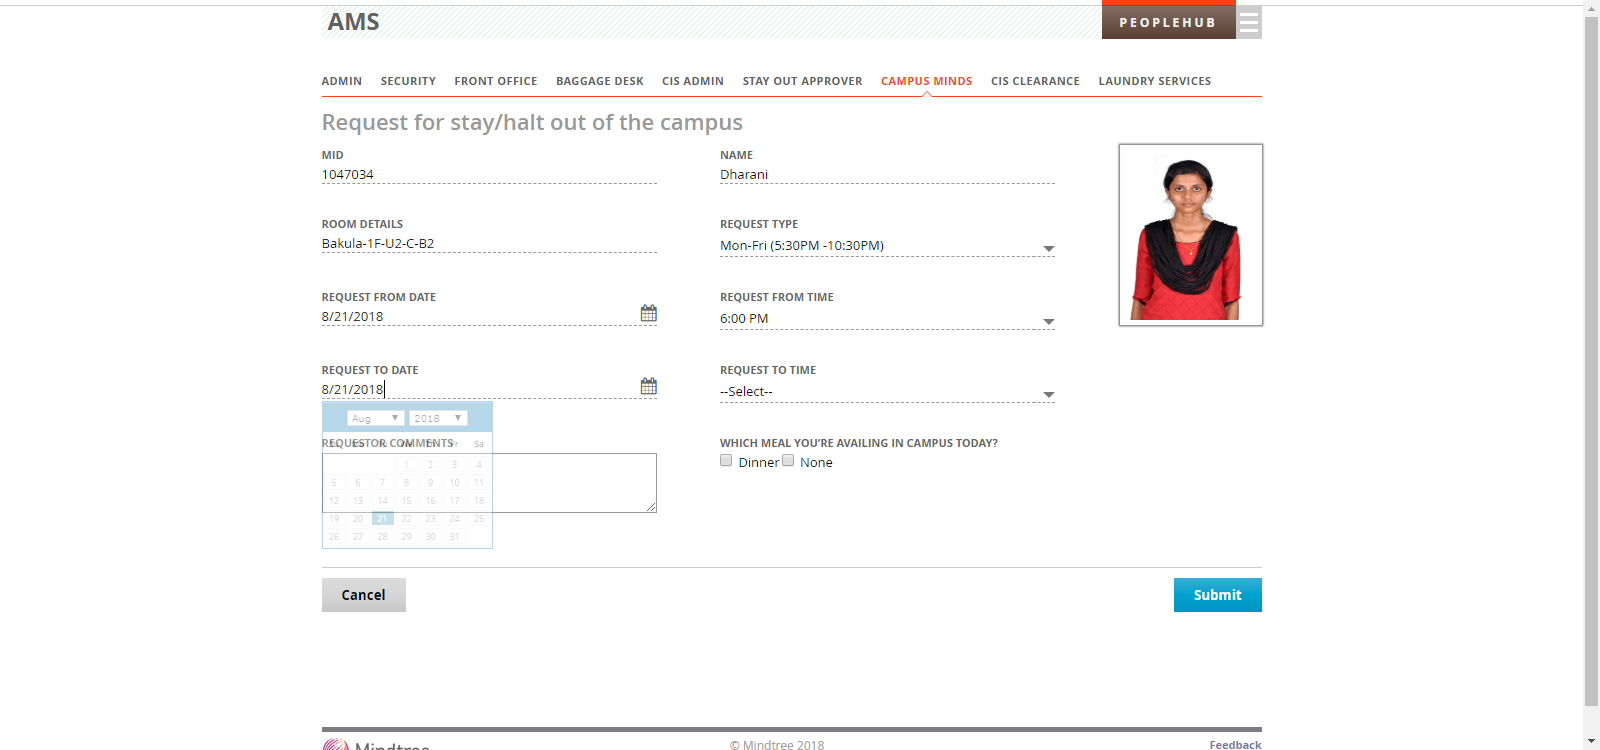 AMS
PEOPLEHUB
ADMIN SECURITY FRONT OFFICE BAGGAGE DESK CIS ADMIN STAY OUT APPROVER CAMPUS MINDS CIS CLEARANCE LAUNDRY SERVICES
Request for stay/halt out of the campus
MID
1047034
NAME
Dharani
ROOM DETAILS
Bakula-1F-U2-C-B2
REQUEST TYPE
Mon-Fri (5:30PM -10:30PM)
REQUEST FROM DATE
8/21/2018
REQUEST FROM TIME
6:00 PM
REQUEST TO DATE
8/21/2018
REQUEST TO TIME
--Select--
Aug 2018
REQUESTOR COMMENTS
Fr Sa
1 2 3 4
5 6 7 8 9 10 11
12 13 14 15 16 17 18
19 20 21 22 23 24 25
26 27 28 29 30 31
WHICH MEAL YOU’RE AVAILING IN CAMPUS TODAY?
Dinner None
Cancel
Submit
Mindtree
© Mindtree 2018
Feedback